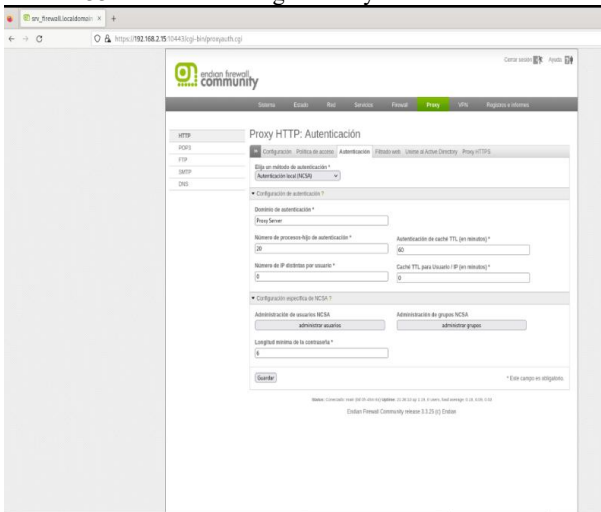 srv_firewall.localdomain × +
https://192.168.2.15:10443/cgi-bin/proxyauth.cgi
endian firewall
community
Cerrar sesión Ayuda
Sistema Estado Red Servicios Firewall Proxy VPN Registros e informes
HTTP
POP3
FTP
SMTP
DNS
Proxy HTTP: Autenticación
Configuración Política de acceso Autenticación Filtrado web Unirse al Active Directory Proxy HTTPS
Elija un método de autenticación *
Autenticación local (NCSA)
Configuración de autenticación ?
Dominio de autenticación *
Proxy Server
Número de procesos-hijo de autenticación * Autenticación de caché TTL (en minutos) *
20 60
Número de IP distintas por usuario * Caché TTL para Usuario / IP (en minutos) *
0 0
Configuración específica de NCSA ?
Administración de usuarios NCSA Administración de grupos NCSA
administrar usuarios administrar grupos
Longitud mínima de la contraseña *
6
Guardar * Este campo es obligatorio.
Status: Conectado: main Uptime:
Endian Firewall Community release 3.3.25 (c) Endian